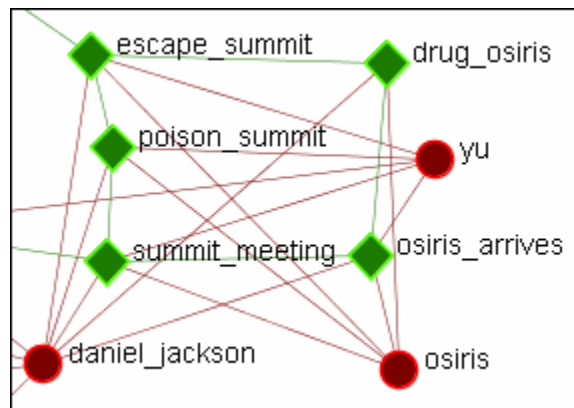 escape_summit
drug_osiris
poison_summit
yu
summit_meeting
osiris_arrives
daniel_jackson
osiris